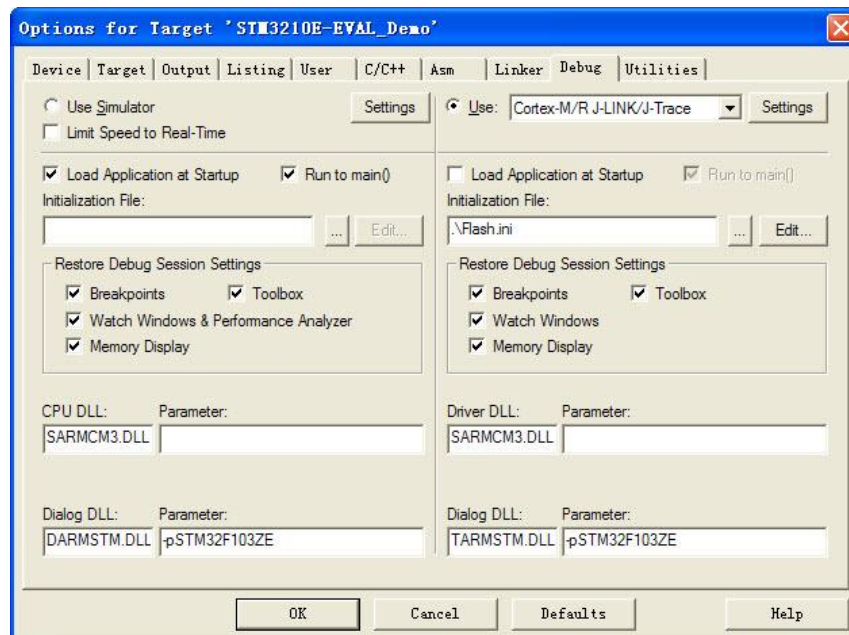 Options for Target 'STM3210E-EVAL_Demo'
Device Target Output Listing User C/C++ Asm Linker Debug Utilities
Use Simulator Settings Use: Cortex-M/R J-LINK/J-Trace Settings
Limit Speed to Real-Time
Load Application at Startup Run to main() Load Application at Startup Run to main()
Initialization File: Initialization File:
... Edit... .\Flash.ini ... Edit...
Restore Debug Session Settings Restore Debug Session Settings
Breakpoints Toolbox Breakpoints Toolbox
Watch Windows & Performance Analyzer Watch Windows
Memory Display Memory Display
CPU DLL: Parameter: Driver DLL: Parameter:
SARMCM3.DLL SARMCM3.DLL
Dialog DLL: Parameter: Dialog DLL: Parameter:
DARMSTM.DLL -pSTM32F103ZE TARMSTM.DLL -pSTM32F103ZE
OK Cancel Defaults Help